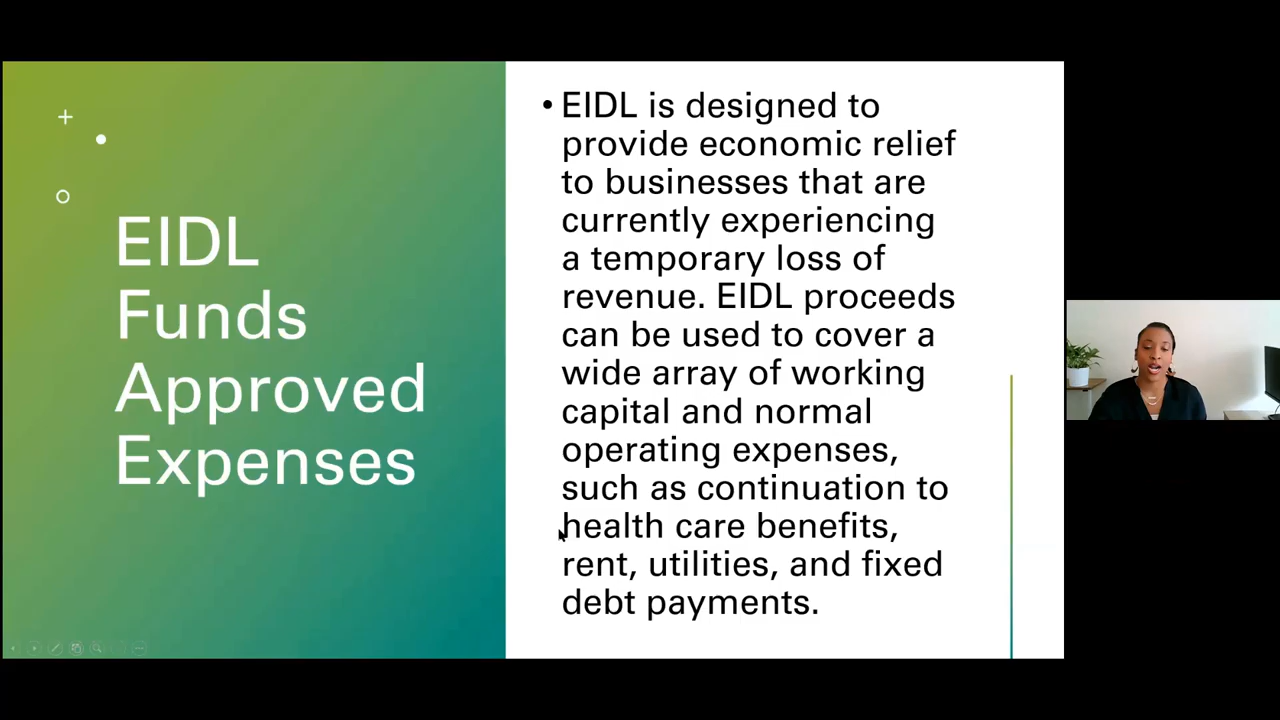 EIDL
Funds
Approved
Expenses
• EIDL is designed to
provide economic relief
to businesses that are
currently experiencing
a temporary loss of
revenue. EIDL proceeds
can be used to cover a
wide array of working
capital and normal
operating expenses,
such as continuation to
health care benefits,
rent, utilities, and fixed
debt payments.